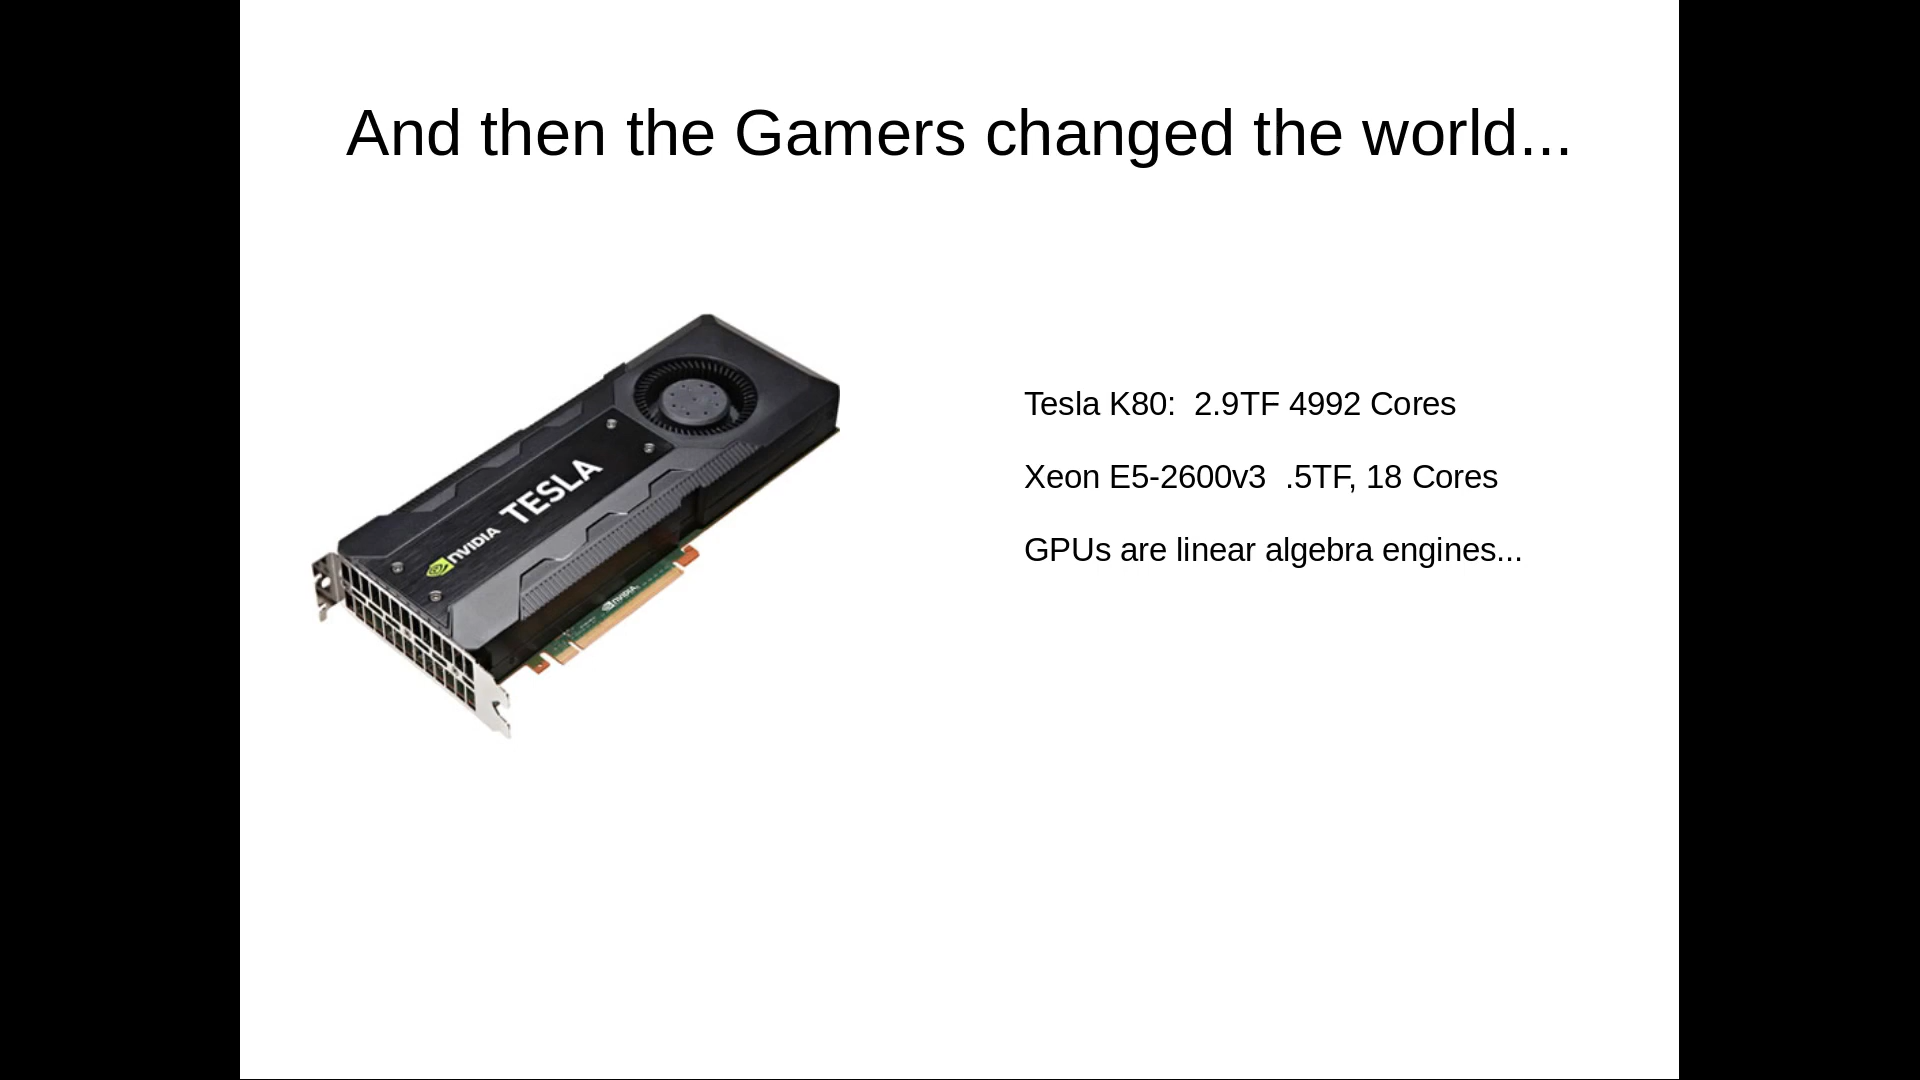 And then the Gamers changed the world...
NVIDIA TESLA
NVIDIA.
Tesla K80:  2.9TF 4992 Cores
Xeon E5-2600v3  .5TF, 18 Cores
GPUs are linear algebra engines...